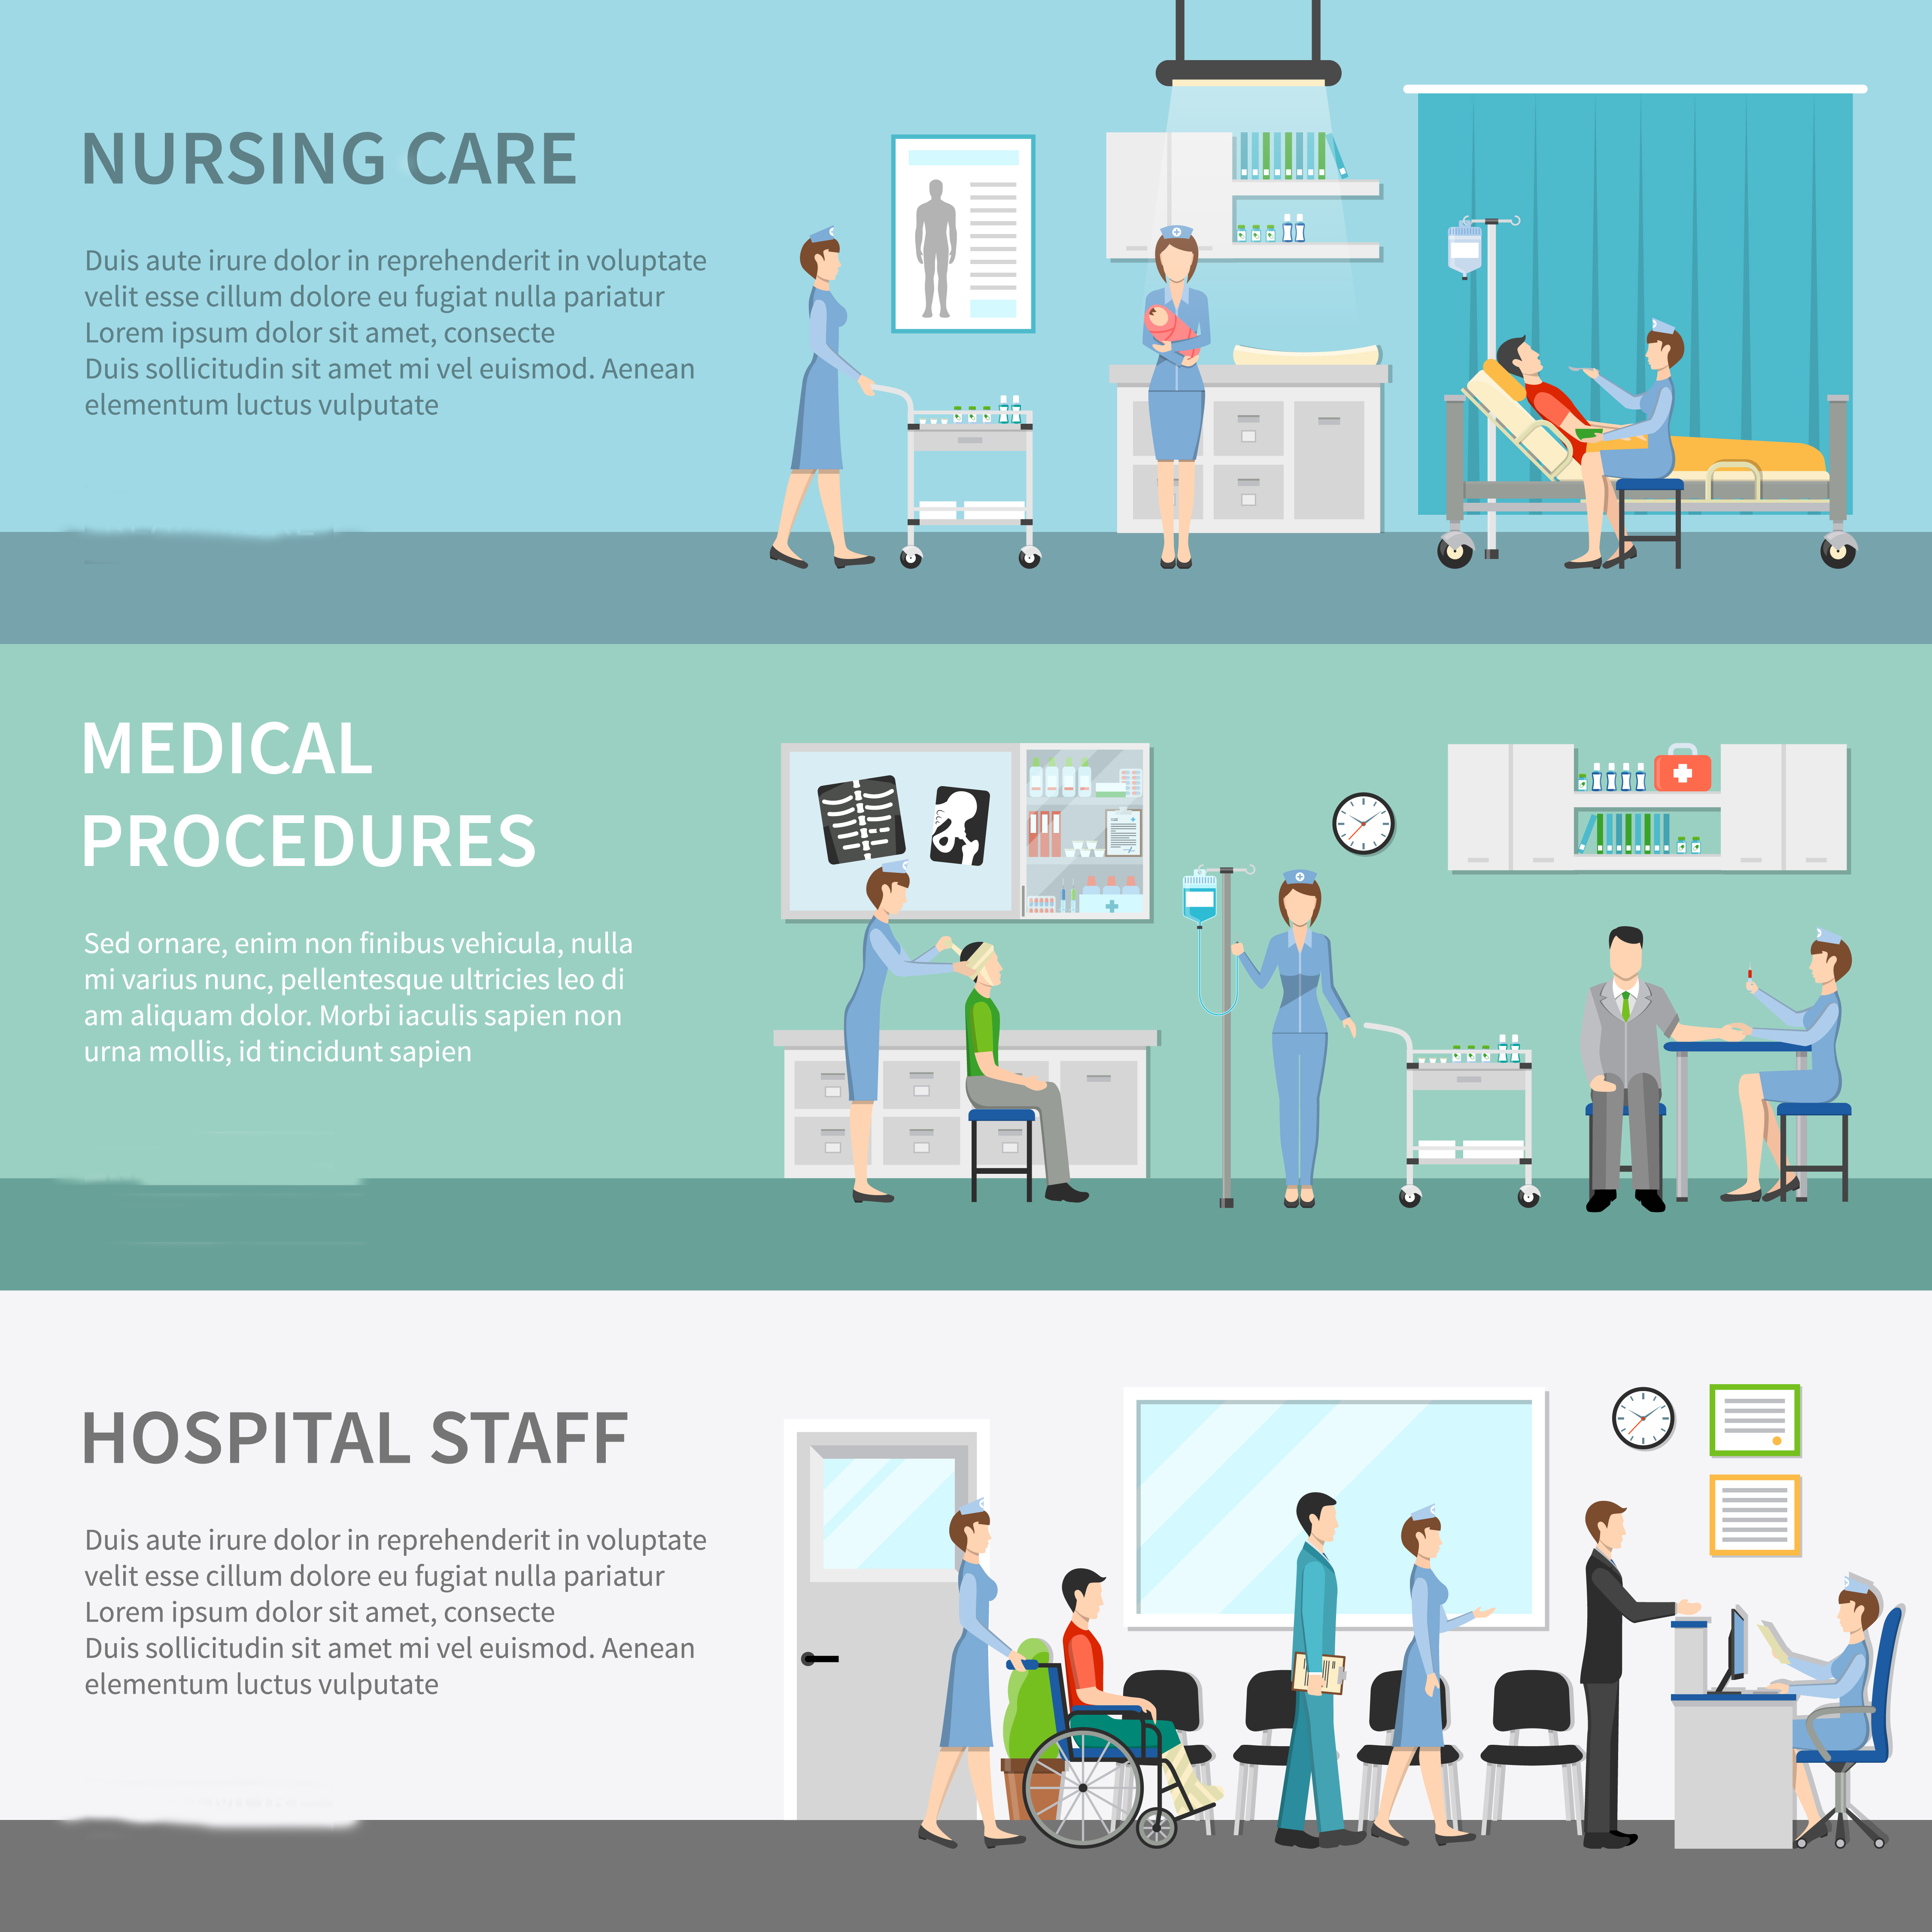 NURSING CARE
Duis aute irure dolor in reprehenderit in voluptate
velit esse cillum dolore eu fugiat nulla pariatur
Lorem ipsum dolor sit amet, consecte
Duis sollicitudin sit amet mi vel euismod. Aenean
elementum luctus vulputate
MEDICAL
PROCEDURES
Sed ornare, enim non finibus vehicula, nulla
mi varius nunc, pellentesque ultricies leo di
am aliquam dolor. Morbi iaculis sapien non
urna mollis, id tincidunt sapien
HOSPITAL STAFF
Duis aute irure dolor in reprehenderit in voluptate
velit esse cillum dolore eu fugiat nulla pariatur
Lorem ipsum dolor sit amet, consecte
Duis sollicitudin sit amet mi vel euismod. Aenean
elementum luctus vulputate